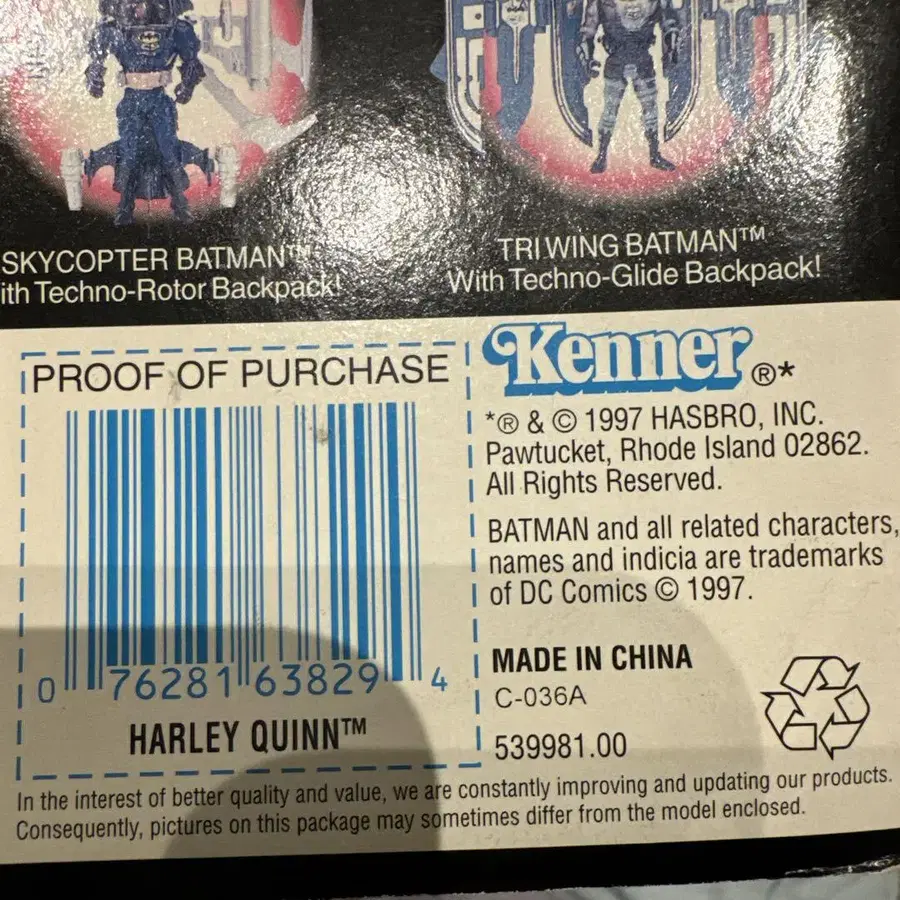 SKYCOPTER BATMAN™
ith Techno-Rotor Backpack!
TRIWING BATMAN™
With Techno-Glide Backpack!
PROOF OF PURCHASE
0 76281 63829 4
HARLEY QUINN™
Kenner®*
*® & © 1997 HASBRO, INC.
Pawtucket, Rhode Island 02862.
All Rights Reserved.
BATMAN and all related characters,
names and indicia are trademarks
of DC Comics © 1997.
MADE IN CHINA
C-036A
539981.00
In the interest of better quality and value, we are constantly improving and updating our products.
Consequently, pictures on this package may sometimes differ from the model enclosed.